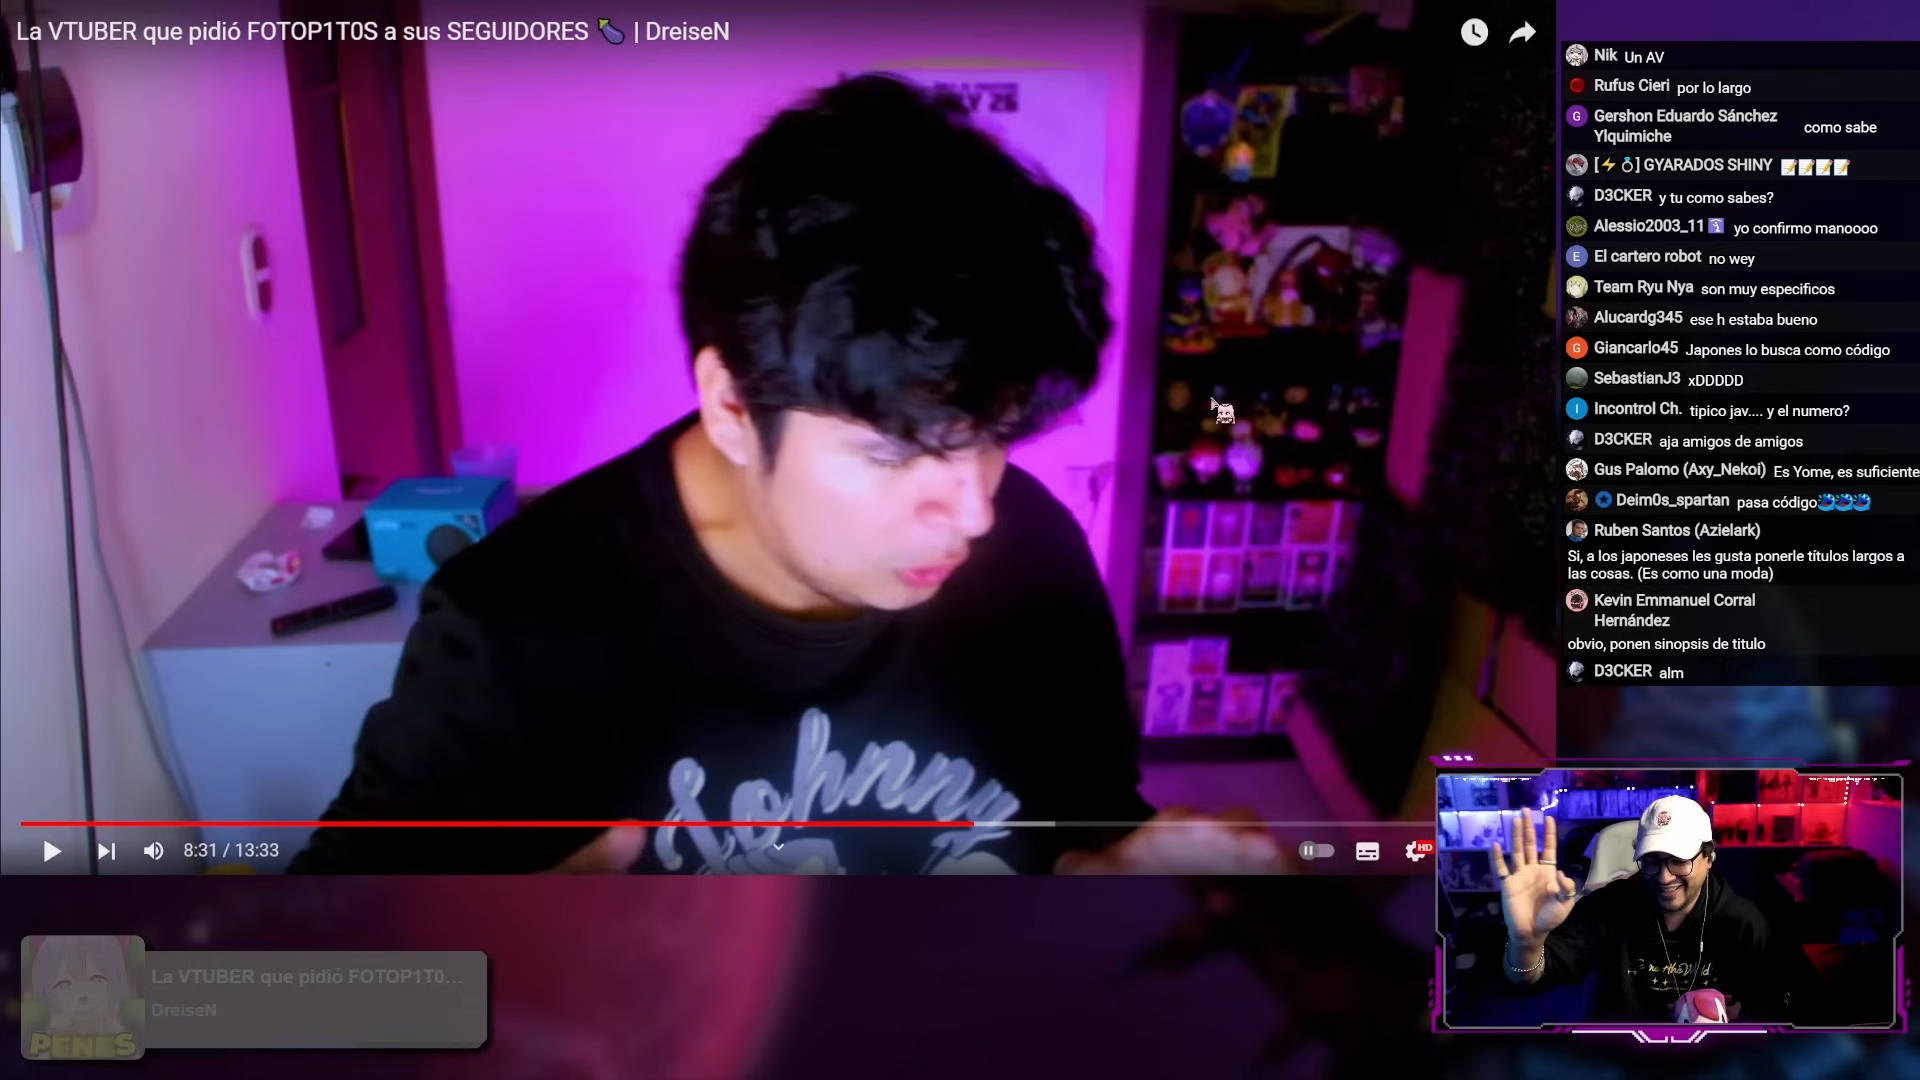 La VTUBER que pidió FOTOP1T0S a sus SEGUIDORES 🍆 | DreiseN
LY 26
Johnny
8:31 / 13:33
HD
Nik Un AV
Rufus Cieri por lo largo
Gershon Eduardo Sánchez
Ylquimiche como sabe
[⚡💍] GYARADOS SHINY 📝📝📝📝
D3CKER y tu como sabes?
Alessio2003_11 yo confirmo manoooo
El cartero robot no wey
Team Ryu Nya son muy especificos
Alucardg345 ese h estaba bueno
Giancarlo45 Japones lo busca como código
SebastianJ3 xDDDDD
Incontrol Ch. tipico jav.... y el numero?
D3CKER aja amigos de amigos
Gus Palomo (Axy_Nekoi) Es Yome, es suficiente
Deim0s_spartan pasa código
Ruben Santos (Azielark)
Si, a los japoneses les gusta ponerle títulos largos a
las cosas. (Es como una moda)
Kevin Emmanuel Corral
Hernández
obvio, ponen sinopsis de titulo
D3CKER alm
La VTUBER que pidió FOTOP1T0...
DreiseN
PENES